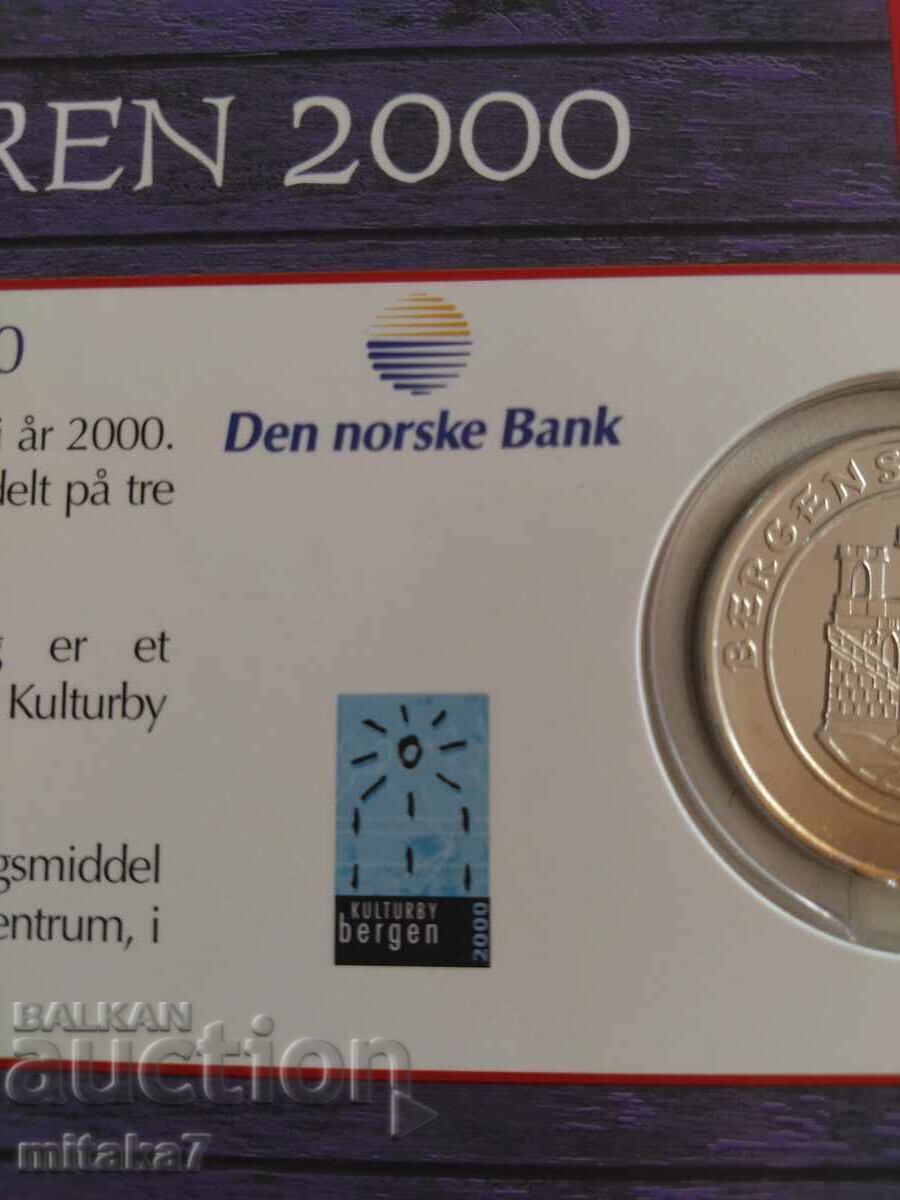 REN 2000
0
i år 2000.
delt på tre
Den norske Bank
BERGENS
er et
Kulturby
gsmiddel
entrum, i
KULTURBY
bergen
2000
BALKAN
auction
mitaka7